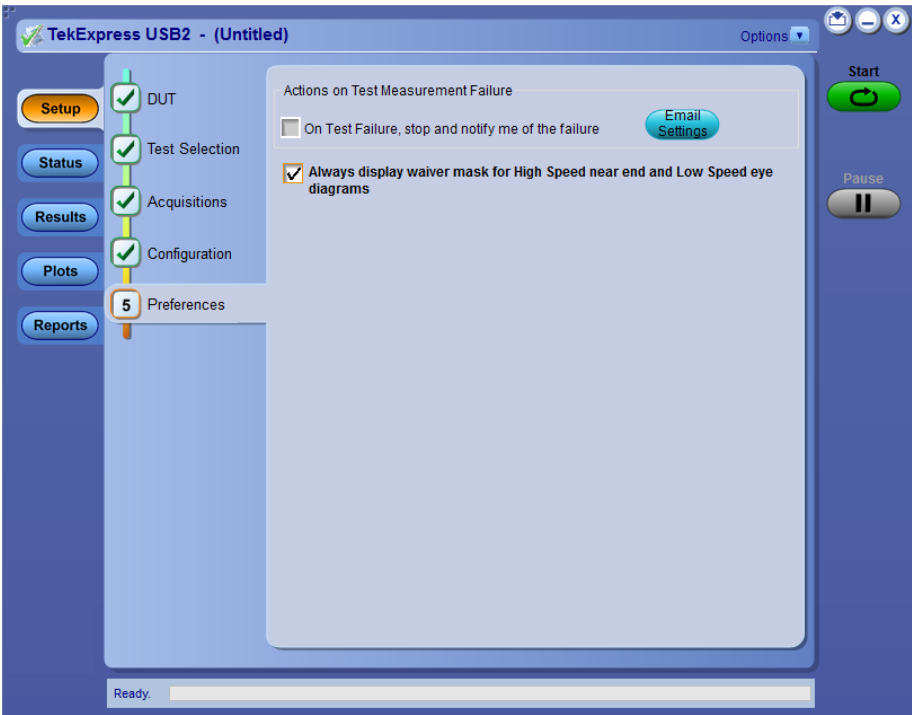 TekExpress USB2 - (Untitled)
Options
Start
Pause
Setup
Status
Results
Plots
Reports
DUT
Test Selection
Acquisitions
Configuration
5 Preferences
Actions on Test Measurement Failure
On Test Failure, stop and notify me of the failure
Email
Settings
Always display waiver mask for High Speed near end and Low Speed eye
diagrams
Ready.